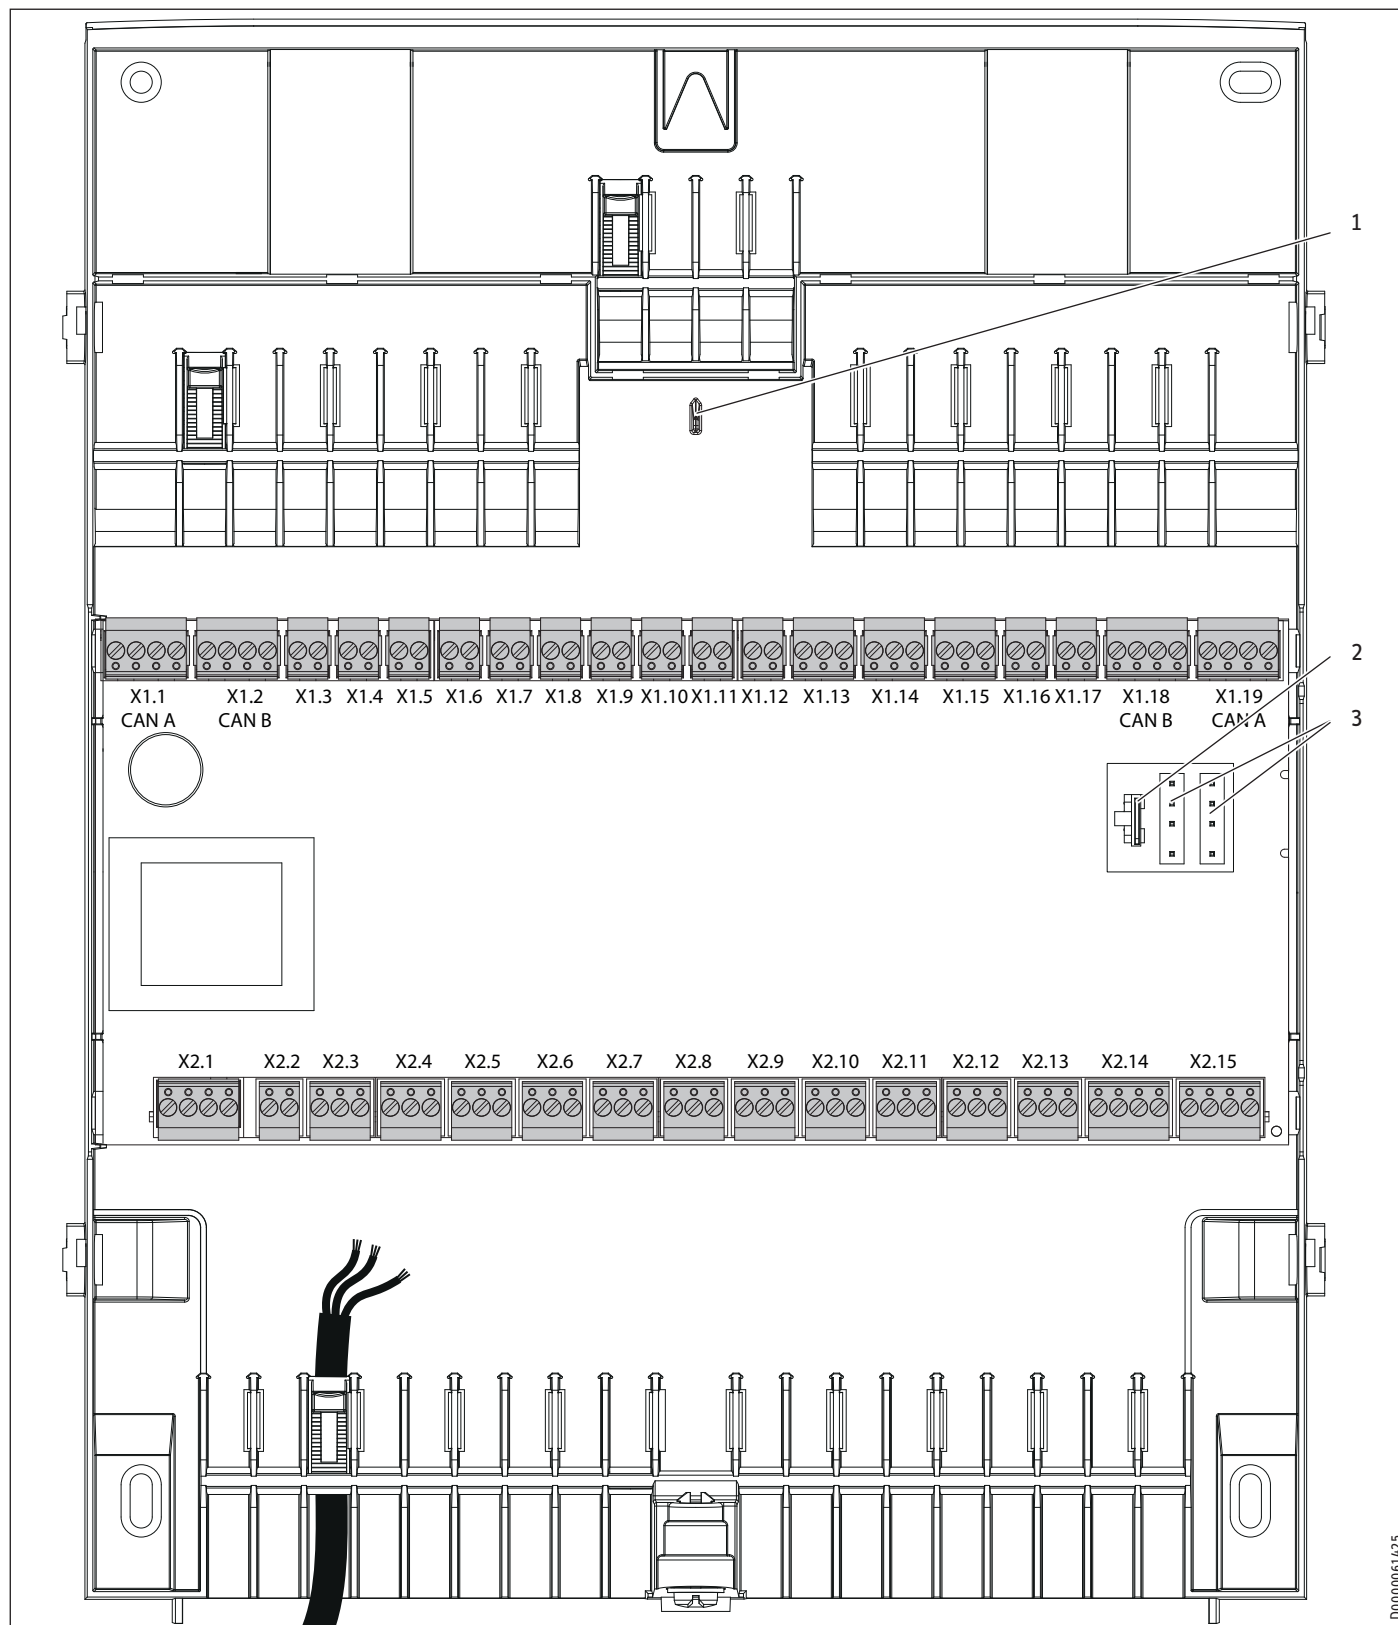 1
X1.1 X1.2 X1.3 X1.4 X1.5 X1.6 X1.7 X1.8 X1.9 X1.10 X1.11 X1.12 X1.13 X1.14 X1.15 X1.16 X1.17 X1.18 X1.19
CAN A CAN B CAN B CAN A
2
3
X2.1 X2.2 X2.3 X2.4 X2.5 X2.6 X2.7 X2.8 X2.9 X2.10 X2.11 X2.12 X2.13 X2.14 X2.15
D0000061425